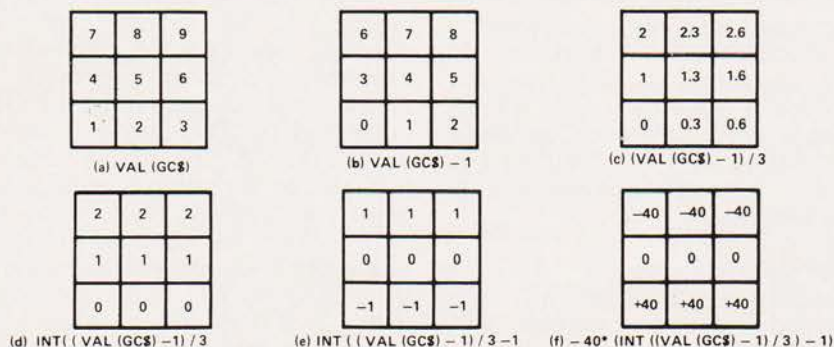 7 8 9
4 5 6
1 2 3
(a) VAL (GC$)
6 7 8
3 4 5
0 1 2
(b) VAL (GC$) – 1
2 2.3 2.6
1 1.3 1.6
0 0.3 0.6
(c) (VAL (GC$) – 1) / 3
2 2 2
1 1 1
0 0 0
(d) INT( ( VAL (GC$) –1) / 3
1 1 1
0 0 0
–1 –1 –1
(e) INT ( ( VAL (GC$) – 1) / 3 –1
–40 –40 –40
0 0 0
+40 +40 +40
(f) – 40* (INT ((VAL (GC$) – 1) / 3 ) – 1)